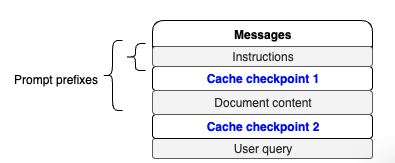 Messages
Instructions
Prompt prefixes
Cache checkpoint 1
Document content
Cache checkpoint 2
User query